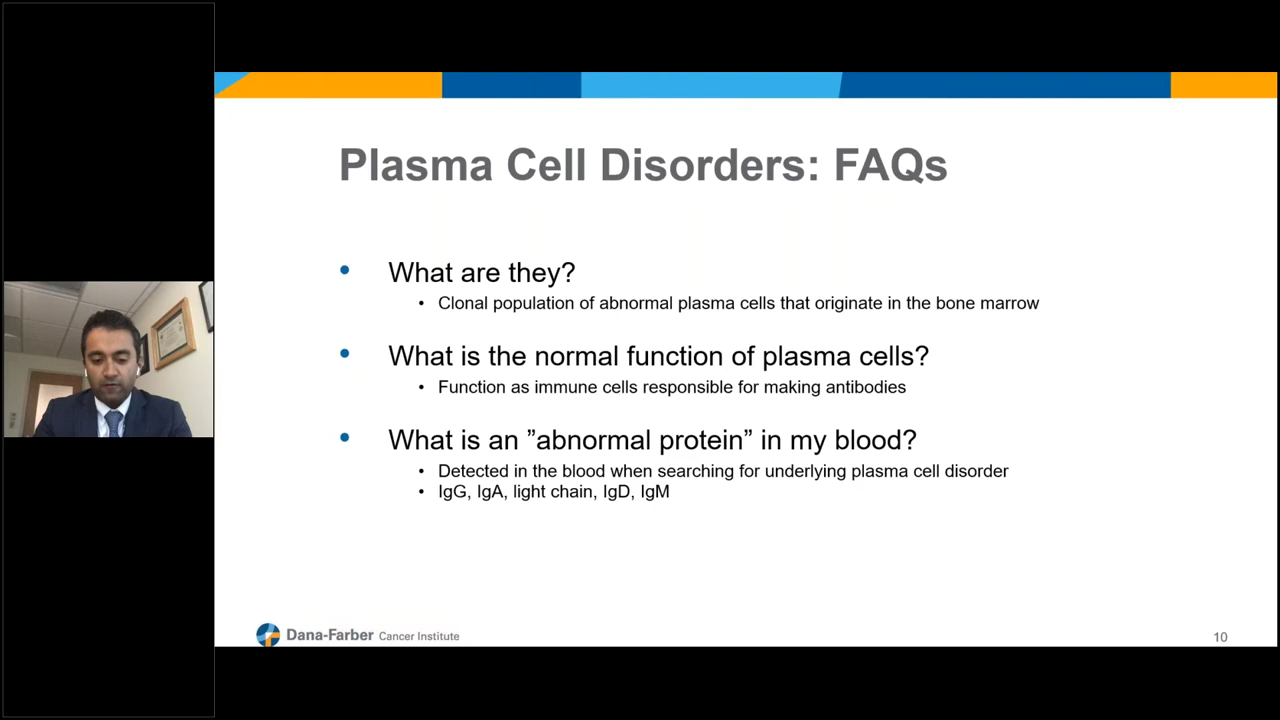 Plasma Cell Disorders: FAQs
• What are they?
• Clonal population of abnormal plasma cells that originate in the bone marrow
• What is the normal function of plasma cells?
• Function as immune cells responsible for making antibodies
• What is an ”abnormal protein” in my blood?
• Detected in the blood when searching for underlying plasma cell disorder
• IgG, IgA, light chain, IgD, IgM
Dana-Farber Cancer Institute
10